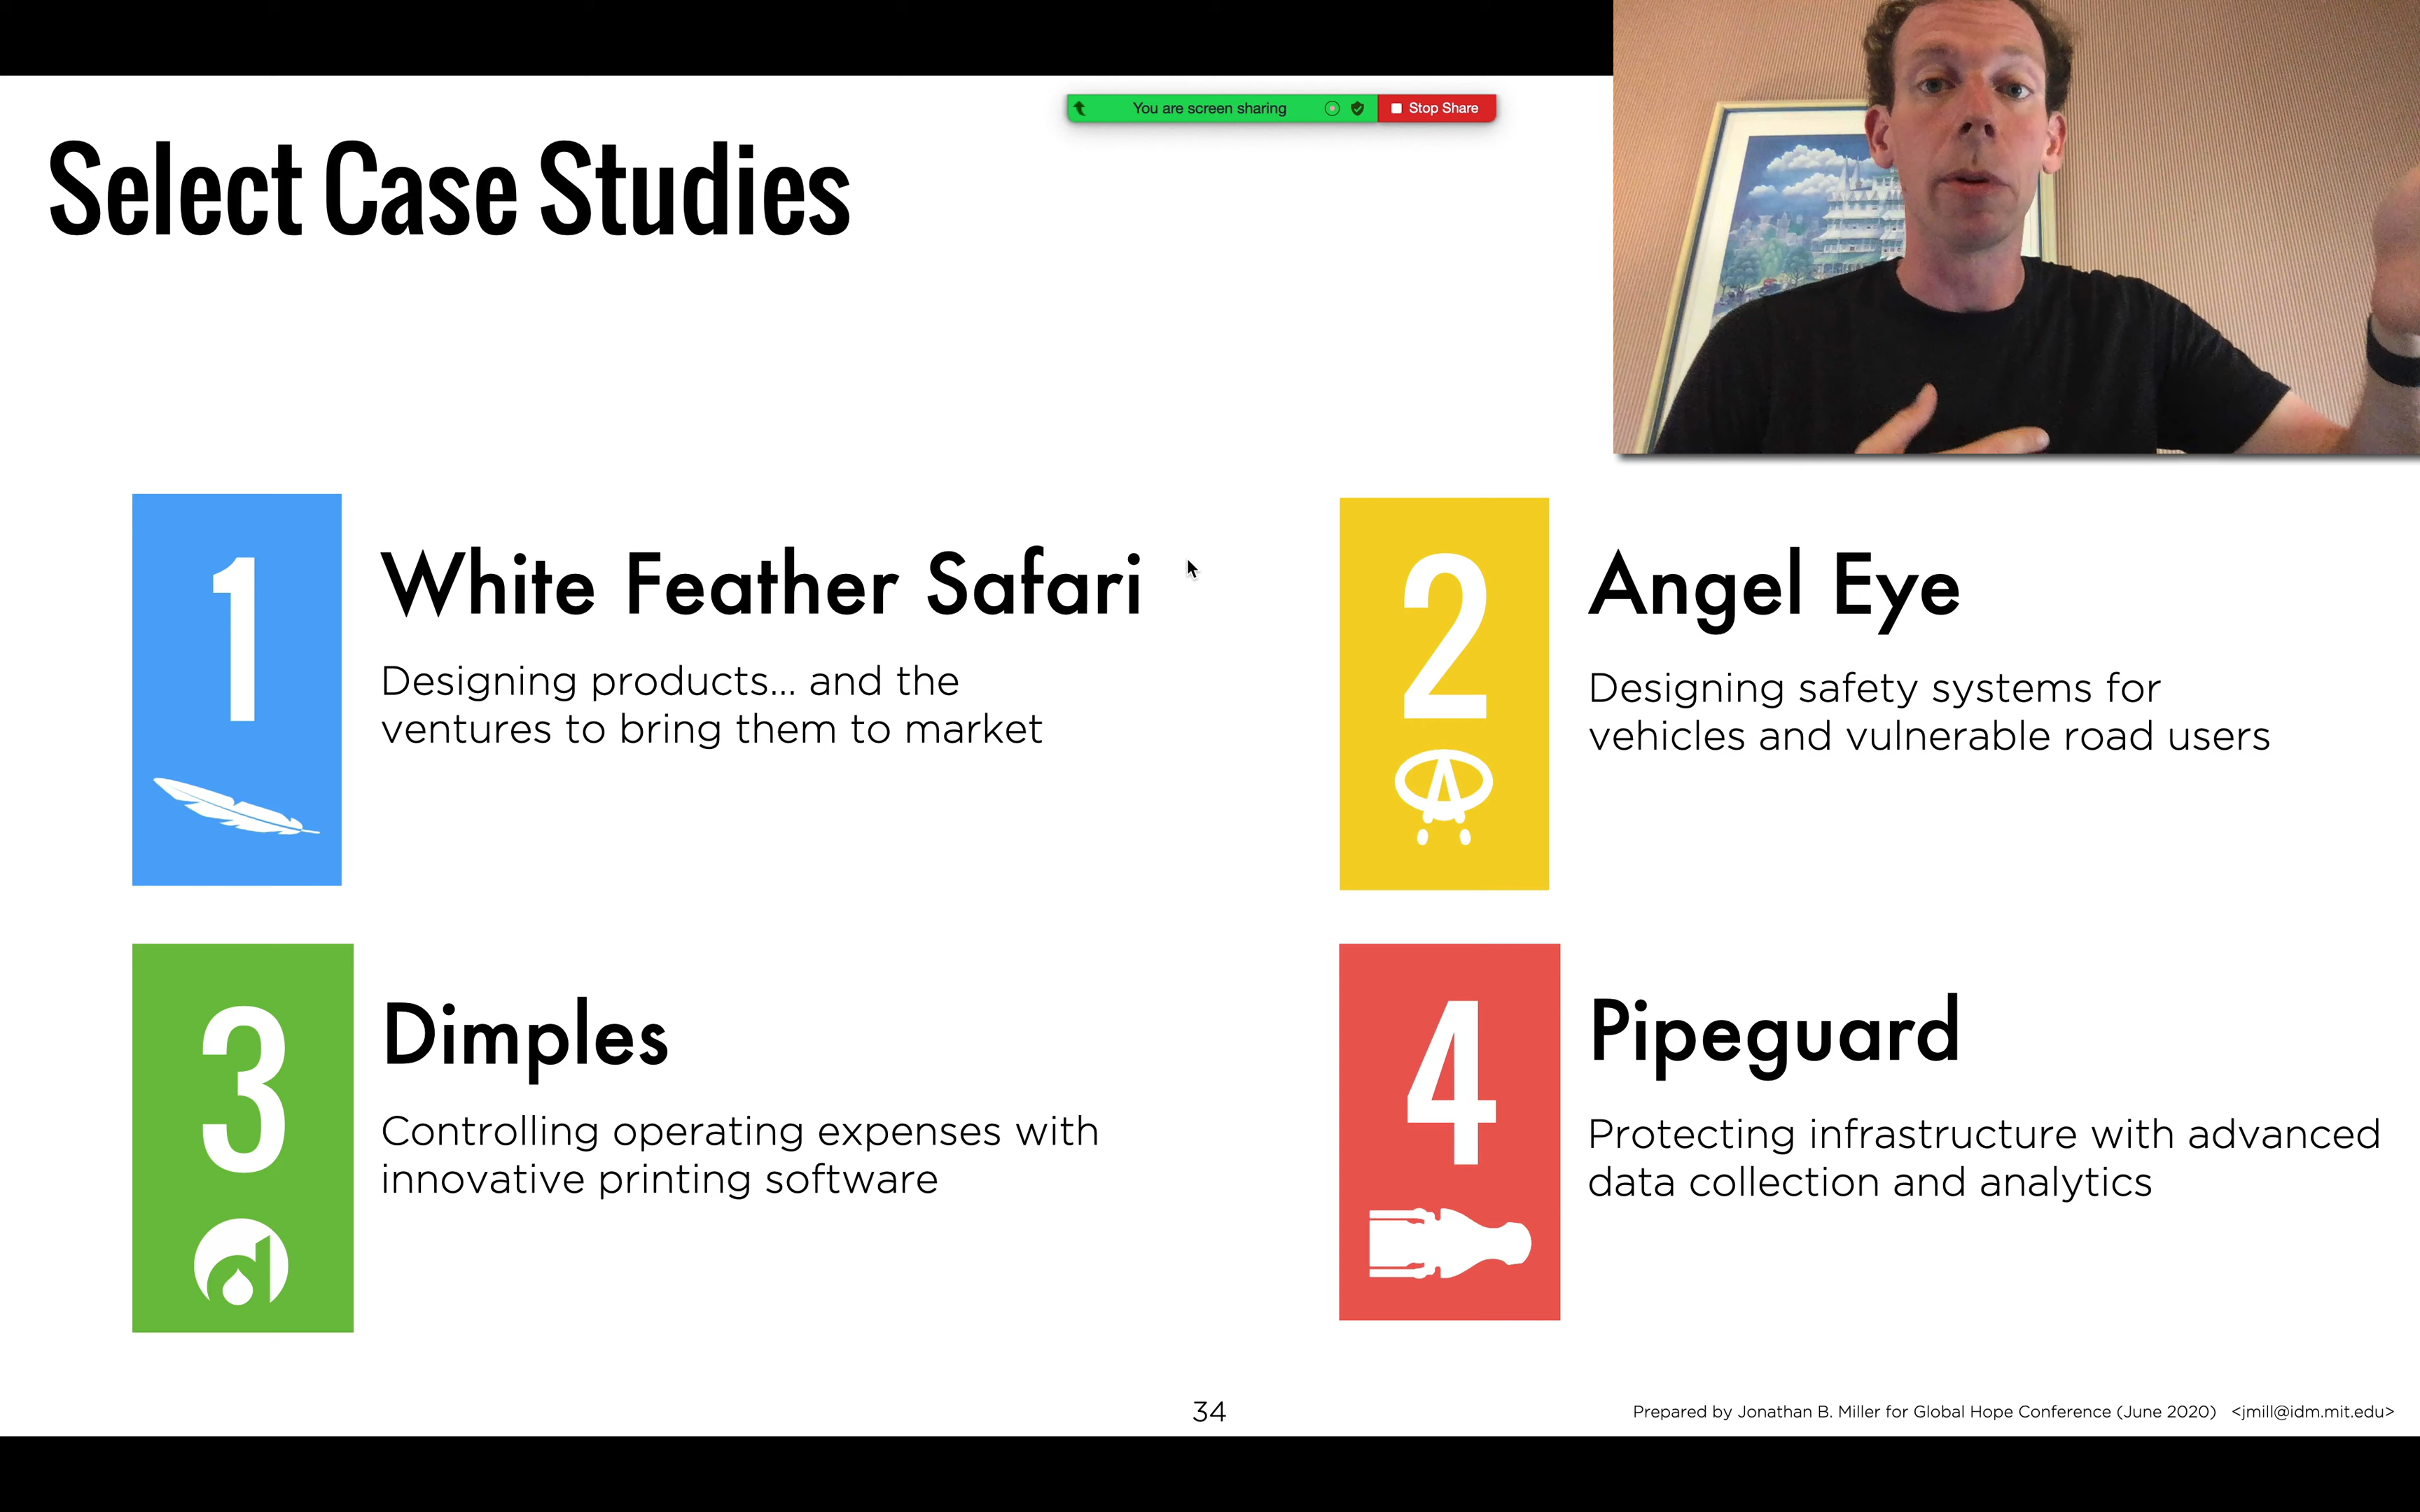 You are screen sharing
Stop Share
Select Case Studies
1
White Feather Safari
Designing products... and the
ventures to bring them to market
2
Angel Eye
Designing safety systems for
vehicles and vulnerable road users
3
Dimples
Controlling operating expenses with
innovative printing software
4
Pipeguard
Protecting infrastructure with advanced
data collection and analytics
34
Prepared by Jonathan B. Miller for Global Hope Conference (June 2020) <jmill@idm.mit.edu>